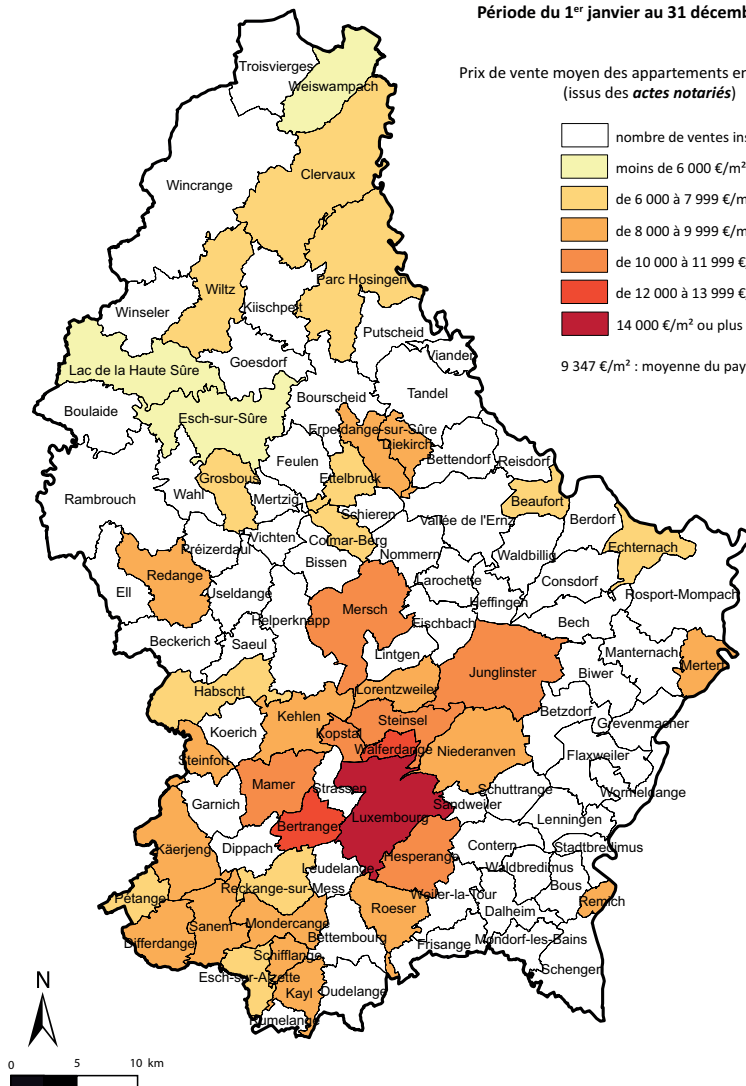 Période du 1er janvier au 31 décemb
Prix de vente moyen des appartements en
(issus des actes notariés)
nombre de ventes ins
moins de 6 000 €/m²
de 6 000 à 7 999 €/m
de 8 000 à 9 999 €/m
de 10 000 à 11 999 €
de 12 000 à 13 999 €
14 000 €/m² ou plus
9 347 €/m² : moyenne du pay
Troisvierges
Weiswampach
Clervaux
Wincrange
Parc Hosingen
Wiltz
Kiischpelt
Winseler
Putscheid
Goesdorf
Vianden
Lac de la Haute Sûre
Tandel
Bourscheid
Boulaide
Esch-sur-Sûre
Erpeldange-sur-Sûre
Diekirch
Bettendorf
Reisdorf
Feulen
Ettelbruck
Grosbous
Rambrouch
Wahl
Mertzig
Beaufort
Schieren
Vallée de l'Ernz
Berdorf
Vichten
Colmar-Berg
Préizerdaul
Echternach
Nommern
Waldbillig
Bissen
Redange
Larochette
Consdorf
Ell
Useldange
Heffingen
Rosport-Mompach
Mersch
Helperknapp
Fischbach
Bech
Beckerich
Saeul
Lintgen
Manternach
Mertert
Junglinster
Biwer
Habscht
Lorentzweiler
Betzdorf
Kehlen
Steinsel
Grevenmacher
Koerich
Kopstal
Walferdange
Niederanven
Flaxweiler
Steinfort
Mamer
Strassen
Schuttrange
Wormeldange
Garnich
Sandweiler
Luxembourg
Lenningen
Bertrange
Dippach
Contern
Stadtbredimus
Käerjeng
Hesperange
Leudelange
Waldbredimus
Bous
Reckange-sur-Mess
Pétange
Weiler-la-Tour
Remich
Roeser
Dalheim
Sanem
Mondercange
Differdange
Bettembourg
Frisange
Mondorf-les-Bains
Schifflange
Schengen
Esch-sur-Alzette
Kayl
Dudelange
Rumelange
N
0 5 10 km